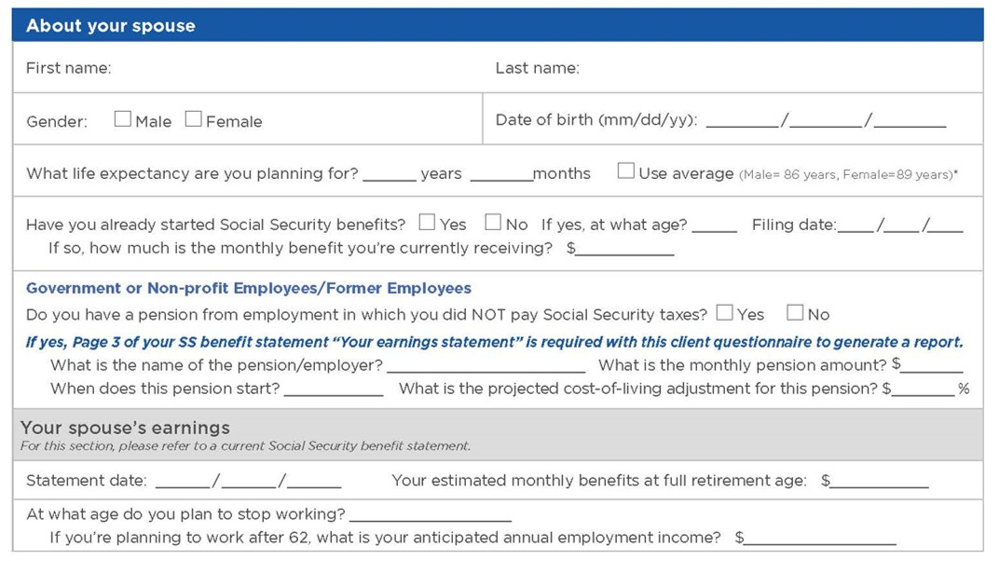 About your spouse
First name: Last name:
Gender: ☐ Male ☐ Female Date of birth (mm/dd/yy): ________/________/________
What life expectancy are you planning for? ______ years _______months ☐ Use average (Male= 86 years, Female=89 years)*
Have you already started Social Security benefits? ☐ Yes ☐ No If yes, at what age? _____ Filing date:____/____/____
If so, how much is the monthly benefit you’re currently receiving? $___________
Government or Non-profit Employees/Former Employees
Do you have a pension from employment in which you did NOT pay Social Security taxes? ☐ Yes ☐ No
If yes, Page 3 of your SS benefit statement “Your earnings statement” is required with this client questionnaire to generate a report.
What is the name of the pension/employer? ______________________ What is the monthly pension amount? $_______
When does this pension start? ___________ What is the projected cost-of-living adjustment for this pension? $_______ %
Your spouse’s earnings
For this section, please refer to a current Social Security benefit statement.
Statement date: ______/______/______ Your estimated monthly benefits at full retirement age: $___________
At what age do you plan to stop working? __________________
If you’re planning to work after 62, what is your anticipated annual employment income? $_________________